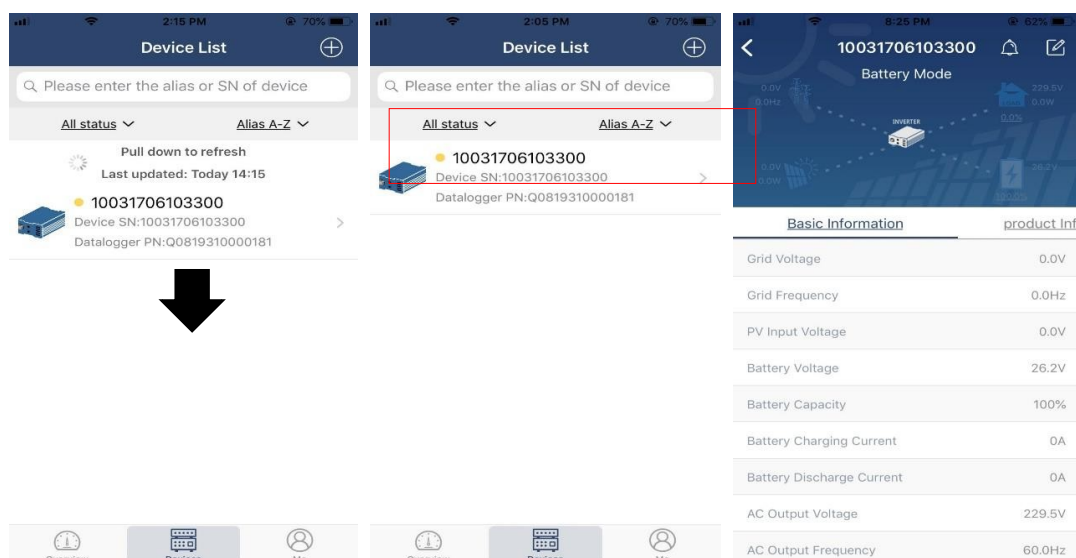 2:15 PM
70%
Device List
Please enter the alias or SN of device
All status
Alias A-Z
Pull down to refresh
Last updated: Today 14:15
10031706103300
Device SN:10031706103300
Datalogger PN:Q0819310000181
2:05 PM
70%
Device List
Please enter the alias or SN of device
All status
Alias A-Z
10031706103300
Device SN:10031706103300
Datalogger PN:Q0819310000181
8:25 PM
62%
10031706103300
Battery Mode
0.0V
0.0Hz
229.5V
0.0W
LOAD
0.0%
INVERTER
0.0V
0.0W
26.2V
100.0%
Basic Information
product Inf
Grid Voltage 0.0V
Grid Frequency 0.0Hz
PV Input Voltage 0.0V
Battery Voltage 26.2V
Battery Capacity 100%
Battery Charging Current 0A
Battery Discharge Current 0A
AC Output Voltage 229.5V
AC Output Frequency 60.0Hz